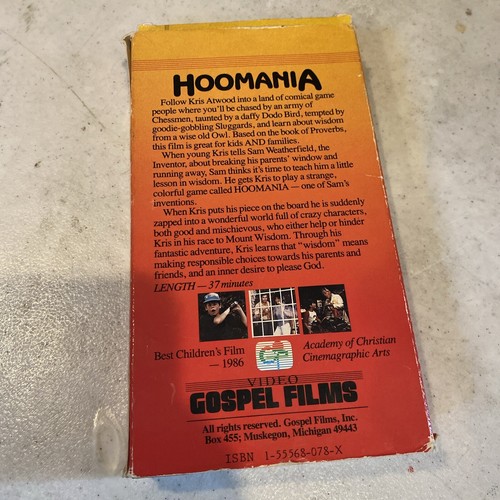 HOOMANIA
Follow Kris Atwood into a land of comical game
people where you'll be chased by an army of
Chessmen, taunted by a daffy Dodo Bird, tempted by
goodie-gobbling Sluggards, and learn about wisdom
from a wise old Owl. Based on the book of Proverbs,
this film is great for kids AND families.
When young Kris tells Sam Weatherfield, the
Inventor, about breaking his parents' window and
running away, Sam thinks it's time to teach him a little
lesson in wisdom. He gets Kris to play a strange,
colorful game called HOOMANIA — one of Sam's
inventions.
When Kris puts his piece on the board he is suddenly
zapped into a wonderful world full of crazy characters,
both good and mischievous, who either help or hinder
Kris in his race to Mount Wisdom. Through his
fantastic adventure, Kris learns that "wisdom" means
making responsible choices towards his parents and
friends, and an inner desire to please God.
LENGTH — 37 minutes
Best Children's Film
— 1986
Academy of Christian
Cinemagraphic Arts
VIDEO
GOSPEL FILMS
All rights reserved. Gospel Films, Inc.
Box 455; Muskegon, Michigan 49443
ISBN 1-55568-078-X